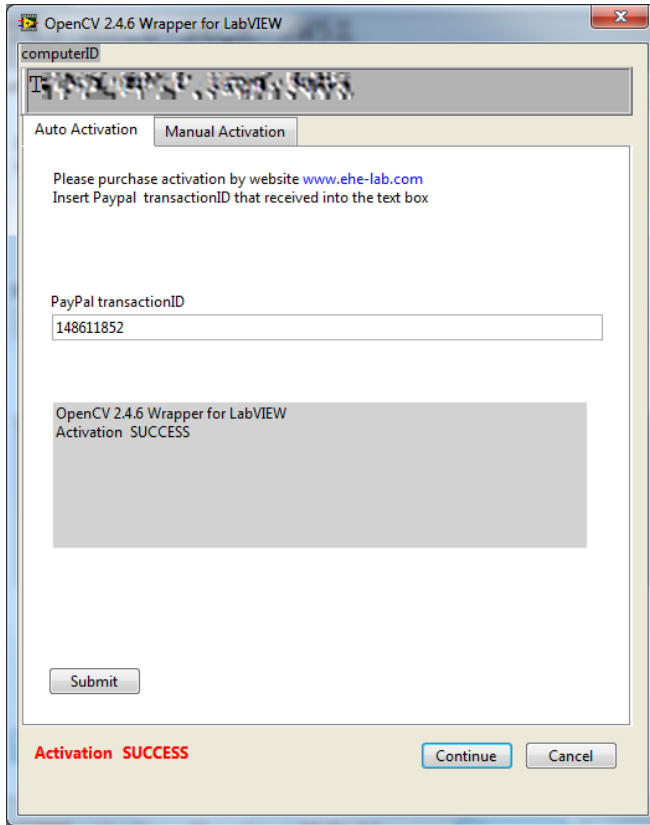 OpenCV 2.4.6 Wrapper for LabVIEW
computerID
Auto Activation
Manual Activation
Please purchase activation by website www.ehe-lab.com
Insert Paypal transactionID that received into the text box
PayPal transactionID
148611852
OpenCV 2.4.6 Wrapper for LabVIEW
Activation SUCCESS
Submit
Activation SUCCESS
Continue
Cancel